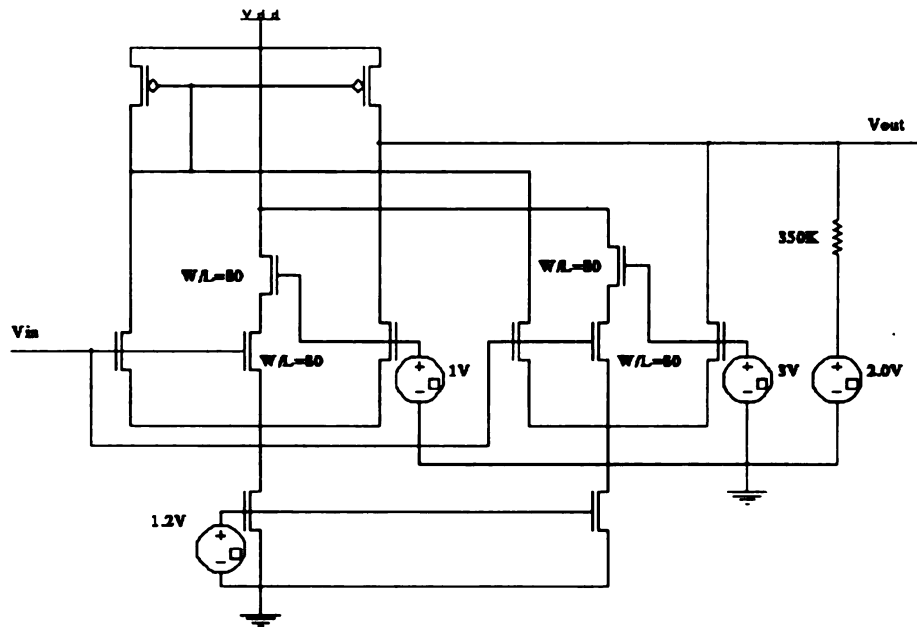 Vdd
Vout
350K
W/L=80
W/L=80
Vin
W/L=80
W/L=80
+
-
1V
+
-
3V
+
-
2.0V
1.2V
+
-